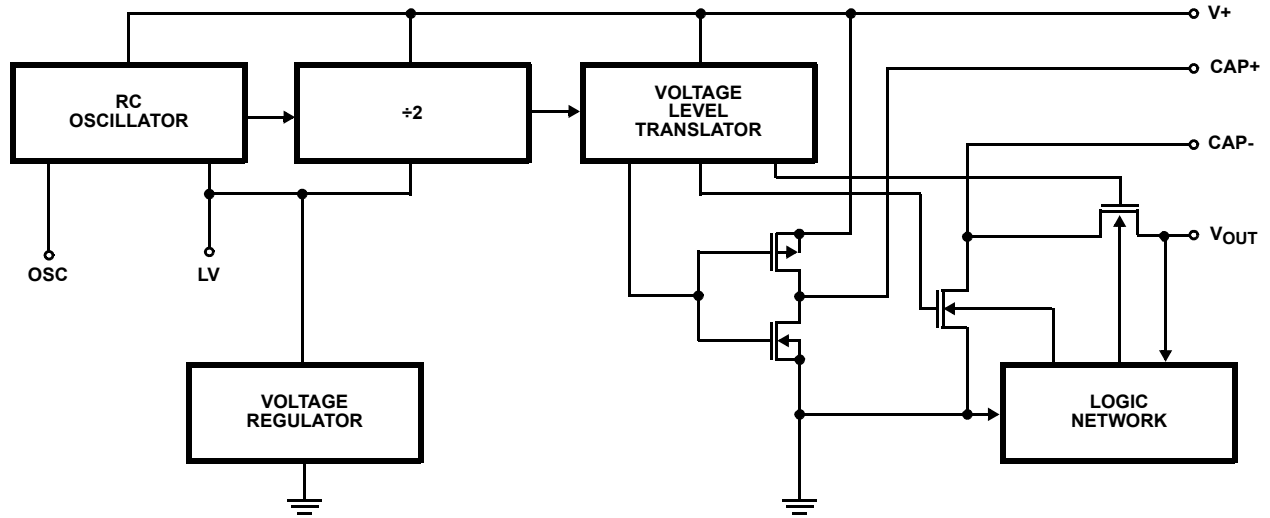 V+
CAP+
RC
OSCILLATOR
÷2
VOLTAGE
LEVEL
TRANSLATOR
CAP-
VOUT
OSC
LV
VOLTAGE
REGULATOR
LOGIC
NETWORK